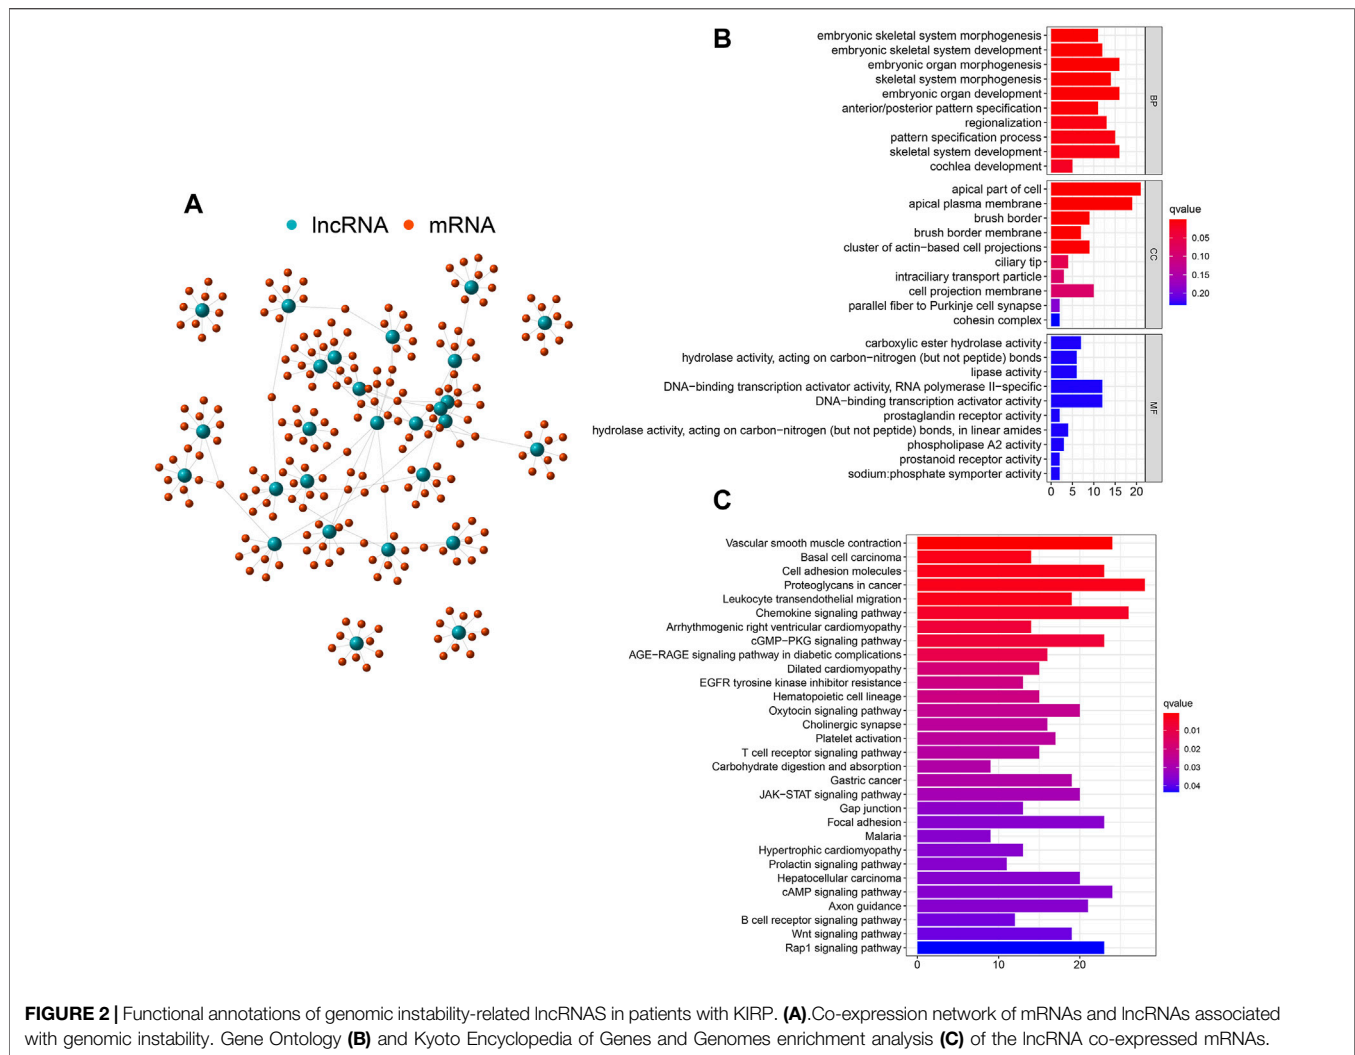 A
lncRNA mRNA
B
embryonic skeletal system morphogenesis
embryonic skeletal system development
embryonic organ morphogenesis
skeletal system morphogenesis
embryonic organ development
anterior/posterior pattern specification
regionalization
pattern specification process
skeletal system development
cochlea development
BP
apical part of cell
apical plasma membrane
brush border
brush border membrane
cluster of actin−based cell projections
ciliary tip
intraciliary transport particle
cell projection membrane
parallel fiber to Purkinje cell synapse
cohesin complex
CC
carboxylic ester hydrolase activity
hydrolase activity, acting on carbon−nitrogen (but not peptide) bonds
lipase activity
DNA−binding transcription activator activity, RNA polymerase II−specific
DNA−binding transcription activator activity
prostaglandin receptor activity
hydrolase activity, acting on carbon−nitrogen (but not peptide) bonds, in linear amides
phospholipase A2 activity
prostanoid receptor activity
sodium:phosphate symporter activity
MF
0 5 10 15 20
qvalue
0.05
0.10
0.15
0.20
C
Vascular smooth muscle contraction
Basal cell carcinoma
Cell adhesion molecules
Proteoglycans in cancer
Leukocyte transendothelial migration
Chemokine signaling pathway
Arrhythmogenic right ventricular cardiomyopathy
cGMP−PKG signaling pathway
AGE−RAGE signaling pathway in diabetic complications
Dilated cardiomyopathy
EGFR tyrosine kinase inhibitor resistance
Hematopoietic cell lineage
Oxytocin signaling pathway
Cholinergic synapse
Platelet activation
T cell receptor signaling pathway
Carbohydrate digestion and absorption
Gastric cancer
JAK−STAT signaling pathway
Gap junction
Focal adhesion
Malaria
Hypertrophic cardiomyopathy
Prolactin signaling pathway
Hepatocellular carcinoma
cAMP signaling pathway
Axon guidance
B cell receptor signaling pathway
Wnt signaling pathway
Rap1 signaling pathway
0 10 20
qvalue
0.01
0.02
0.03
0.04
FIGURE 2 | Functional annotations of genomic instability-related lncRNAS in patients with KIRP. (A).Co-expression network of mRNAs and lncRNAs associated
with genomic instability. Gene Ontology (B) and Kyoto Encyclopedia of Genes and Genomes enrichment analysis (C) of the lncRNA co-expressed mRNAs.